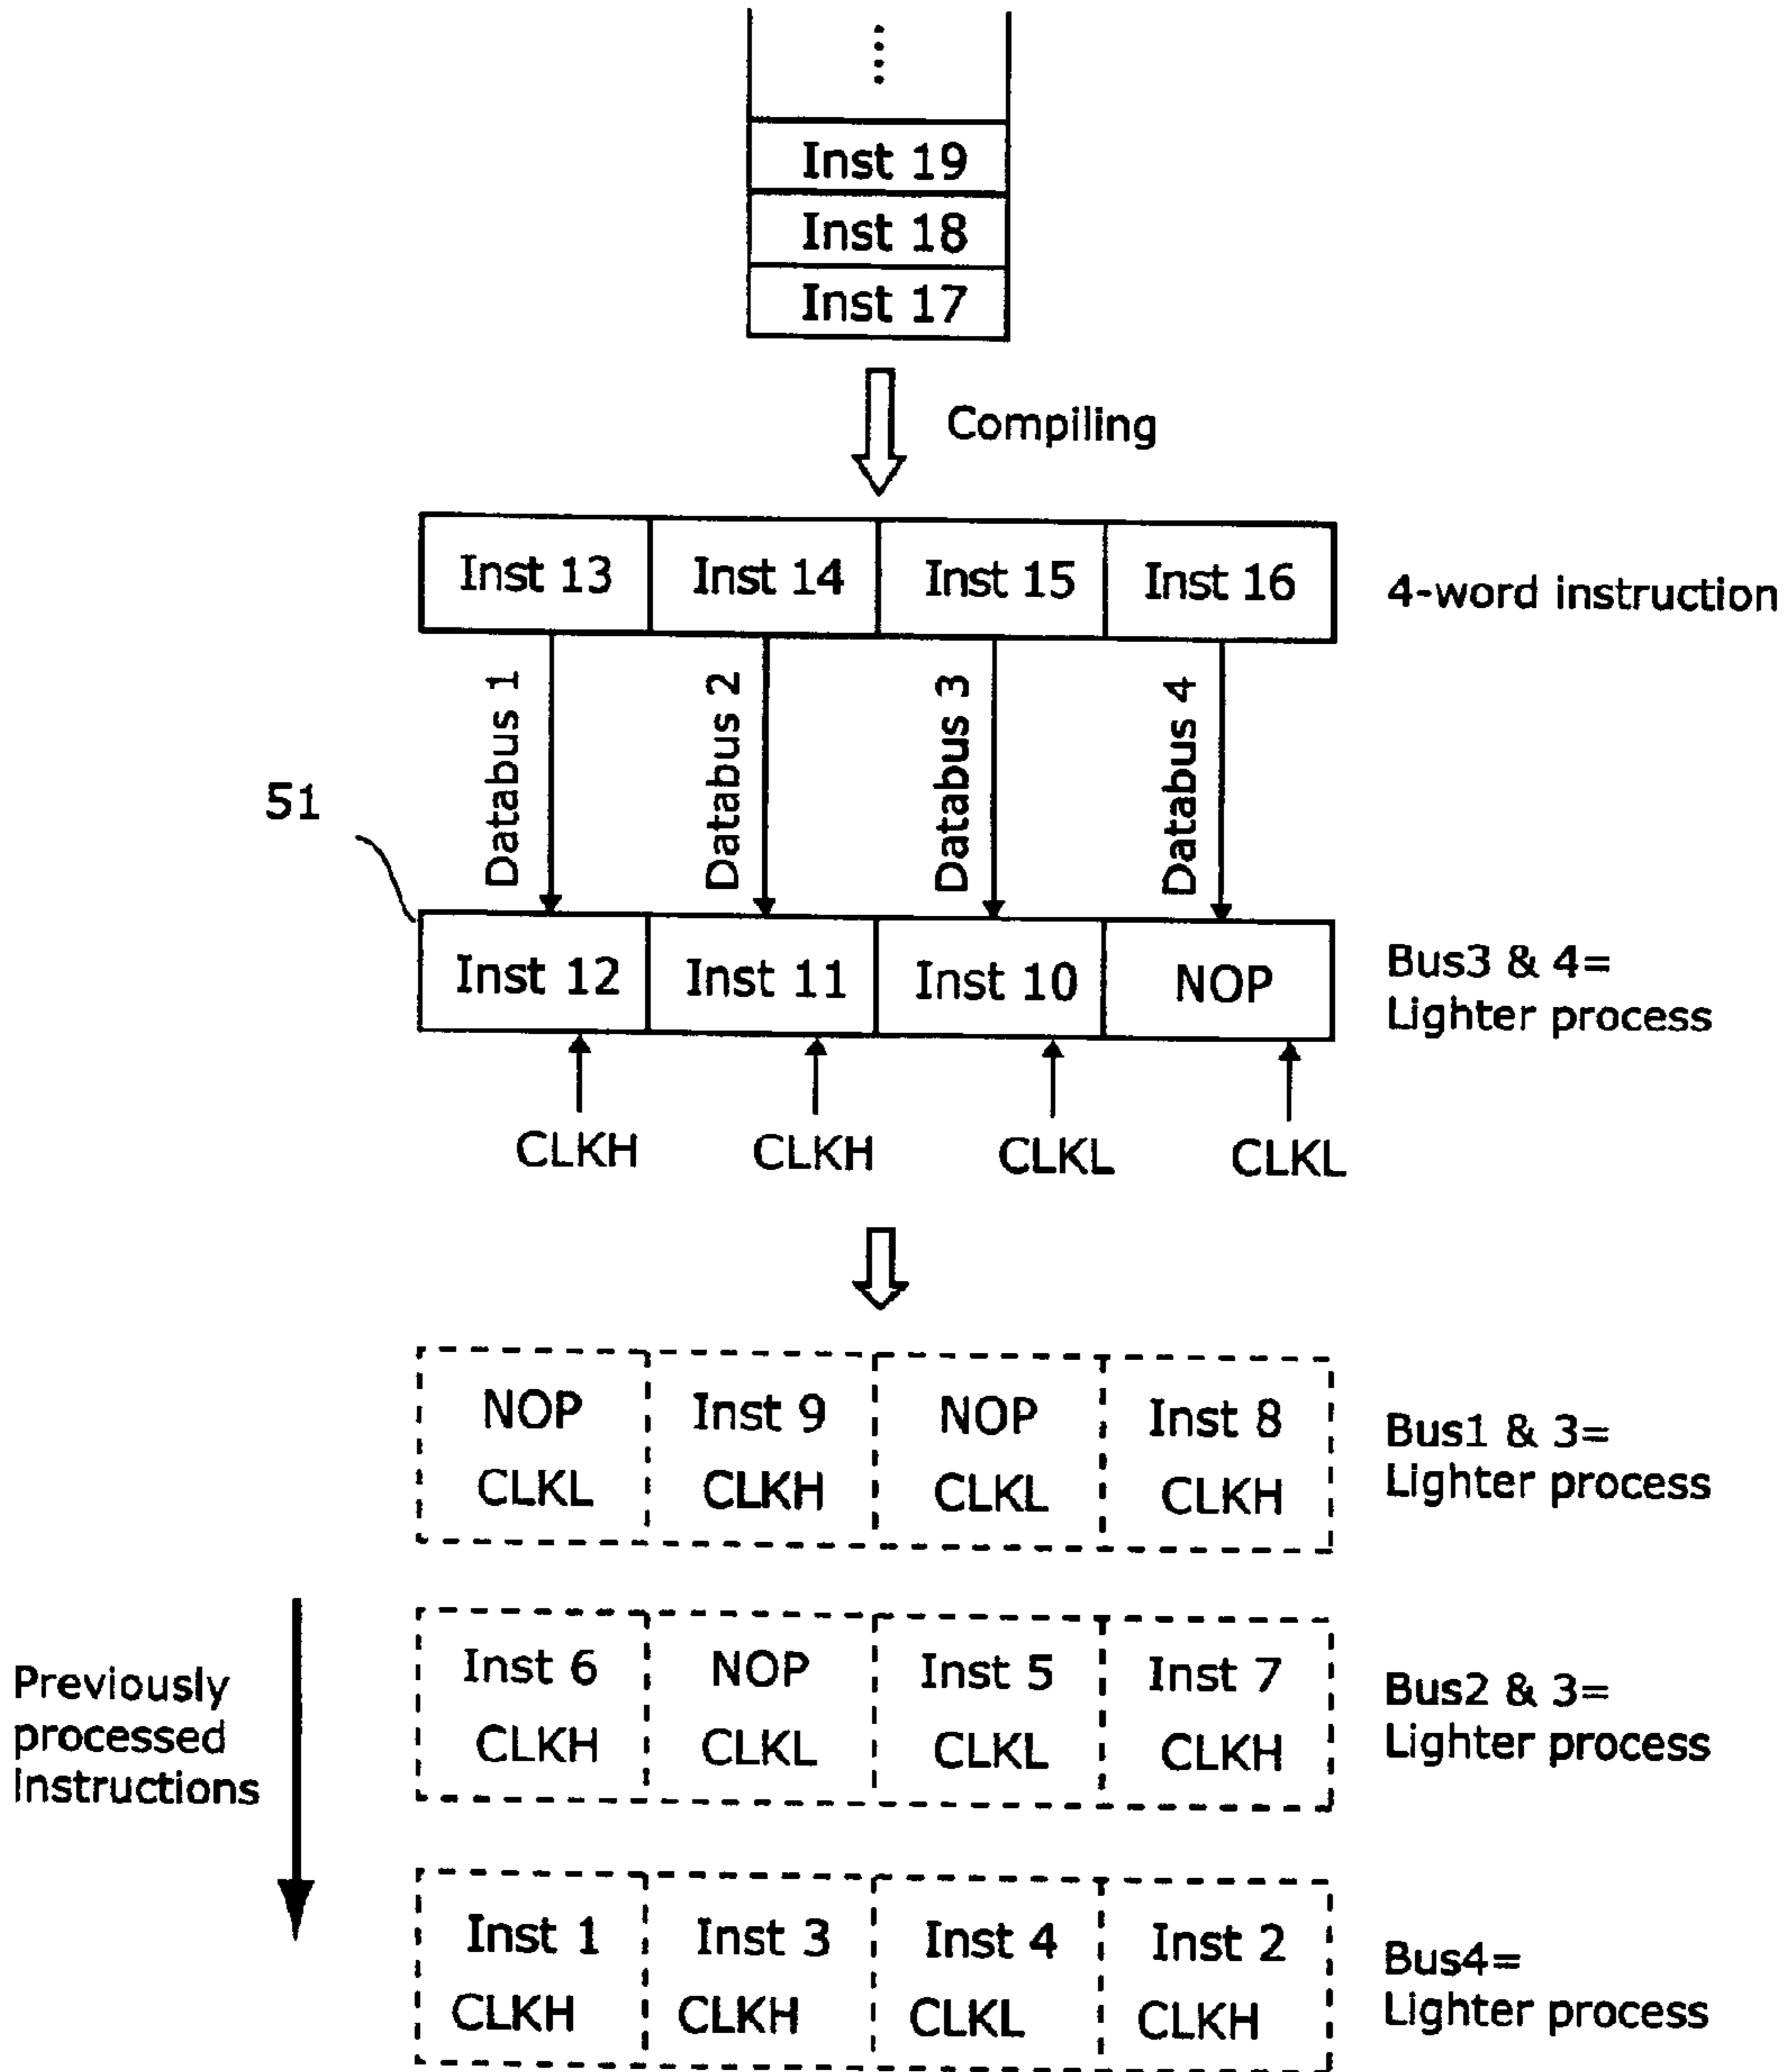 Inst 19
Inst 18
Inst 17
Compiling
Inst 13 Inst 14 Inst 15 Inst 16
4-word instruction
Databus 1
Databus 2
Databus 3
Databus 4
51
Inst 12 Inst 11 Inst 10 NOP
Bus3 & 4=
Lighter process
CLKH CLKH CLKL CLKL
NOP Inst 9 NOP Inst 8
CLKL CLKH CLKL CLKH
Bus1 & 3=
Lighter process
Previously
processed
instructions
Inst 6 NOP Inst 5 Inst 7
CLKH CLKL CLKL CLKH
Bus2 & 3=
Lighter process
Inst 1 Inst 3 Inst 4 Inst 2
CLKH CLKH CLKL CLKH
Bus4=
Lighter process